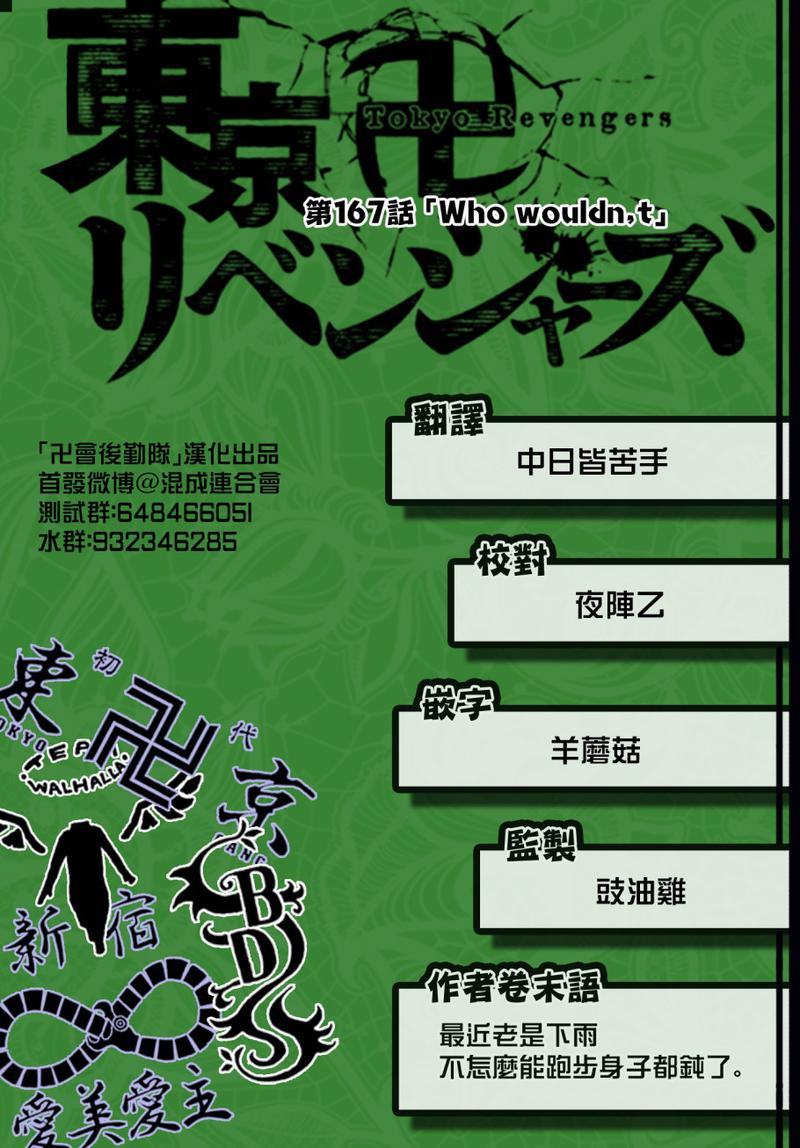 東京卍
Tokyo Revengers
リベンジャーズ
第167話「Who wouldn,t」
「卍會後勤隊」漢化出品
首發微博@混成連合會
測試群:648466051
水群:932346285
翻譯
中日皆苦手
校對
夜陣乙
嵌字
羊蘑菇
監製
豉油雞
作者卷末語
最近老是下雨
不怎麼能跑步身子都鈍了。
初
代
東
卍
京
TOKYO
WALHALLA
GANG
新宿
BD
愛美愛主